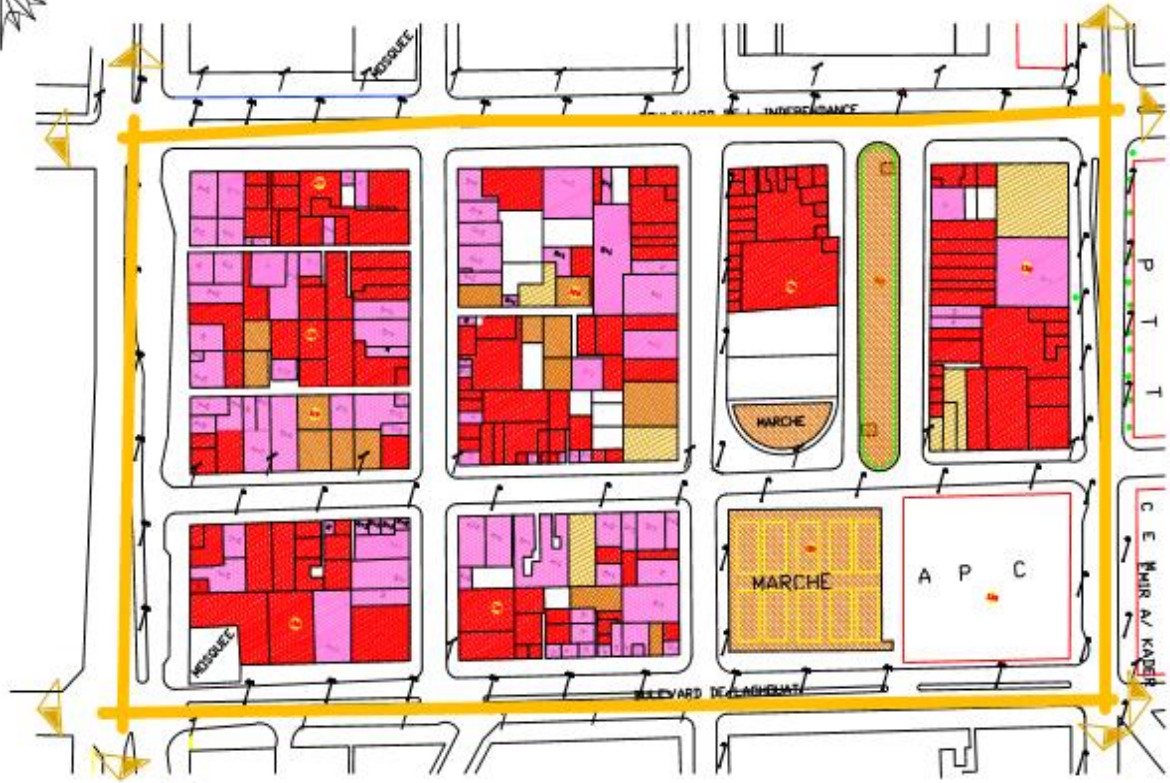 MOSQUEE
BOULEVARD DE L INDEPENDANCE
P T T
MARCHE
MARCHE
A P C
C E M
EMIR A/ KADER
MOSQUEE
BOULEVARD DE LAGHOUAT